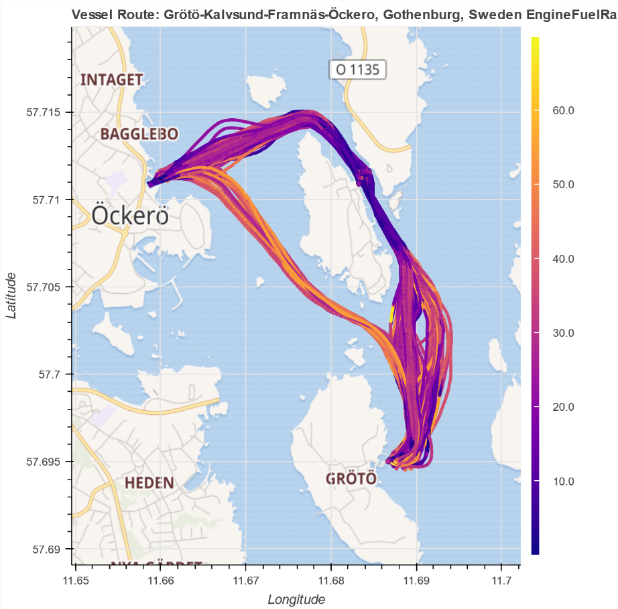 Vessel Route: Grötö-Kalvsund-Framnäs-Öckero, Gothenburg, Sweden EngineFuelRa
INTAGET
O 1135
BAGGLEBO
Öckerö
HEDEN
GRÖTÖ
57.715
57.71
57.705
57.7
57.695
57.69
Latitude
11.65
11.66
11.67
11.68
11.69
11.7
Longitude
60.0
50.0
40.0
30.0
20.0
10.0